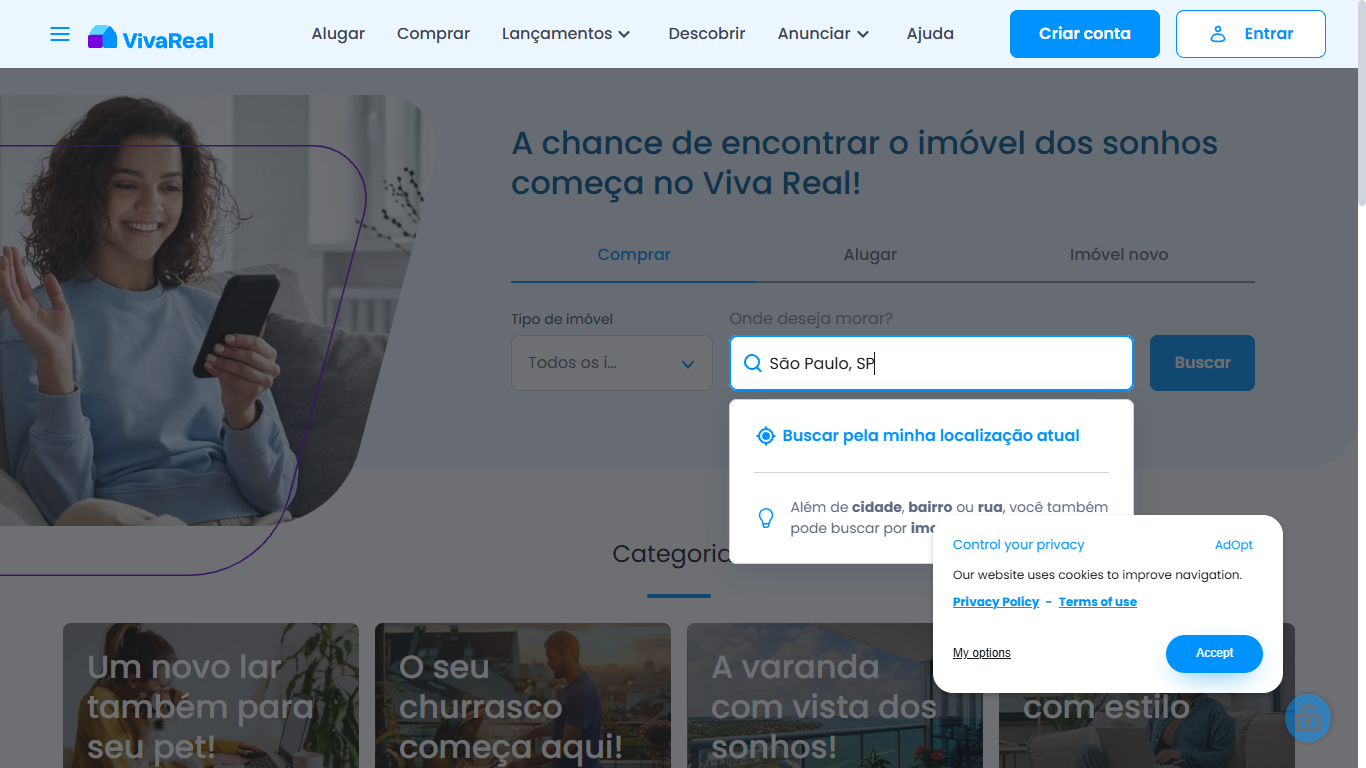 VivaReal
Alugar
Comprar
Lançamentos
Descobrir
Anunciar
Ajuda
Criar conta
Entrar
A chance de encontrar o imóvel dos sonhos
começa no Viva Real!
Comprar
Alugar
Imóvel novo
Tipo de imóvel
Onde deseja morar?
Todos os i...
São Paulo, SP
Buscar
Buscar pela minha localização atual
Além de cidade, bairro ou rua, você também
pode buscar por
Control your privacy
AdOpt
Our website uses cookies to improve navigation.
Privacy Policy - Terms of use
My options
Accept
Um novo lar
também para
seu pet!
O seu
churrasco
começa aqui!
A varanda
com vista dos
sonhos!
com estilo